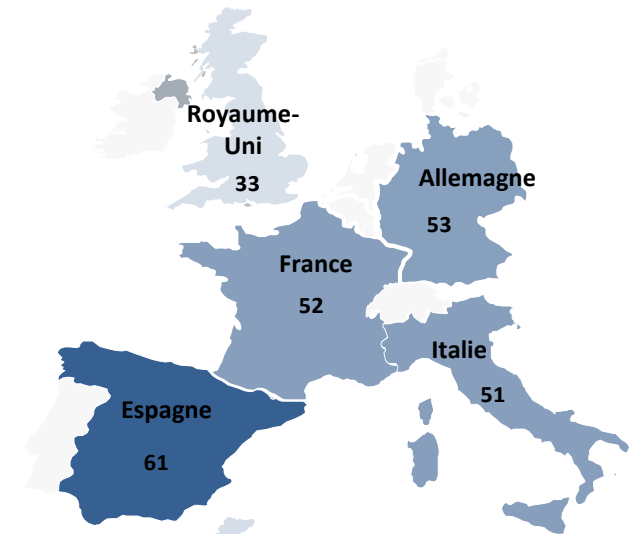 Royaume-
Uni
33
Allemagne
53
France
52
Italie
51
Espagne
61